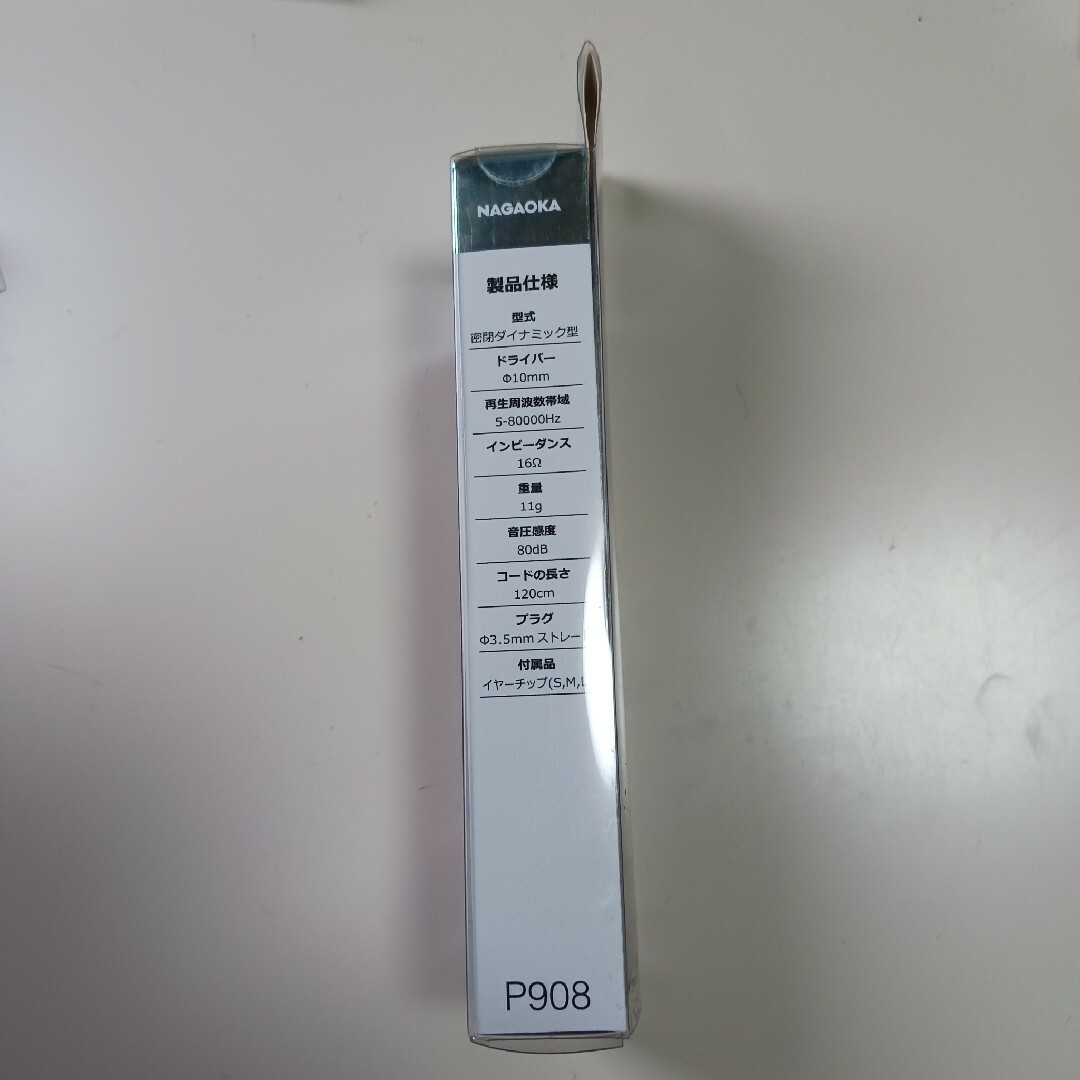 NAGAOKA
製品仕様
型式
密閉ダイナミック型
ドライバー
Φ10mm
再生周波数帯域
5-80000Hz
インピーダンス
16Ω
重量
11g
音圧感度
80dB
コードの長さ
120cm
プラグ
Φ3.5mm ストレー
付属品
イヤーチップ(S,M,L
P908